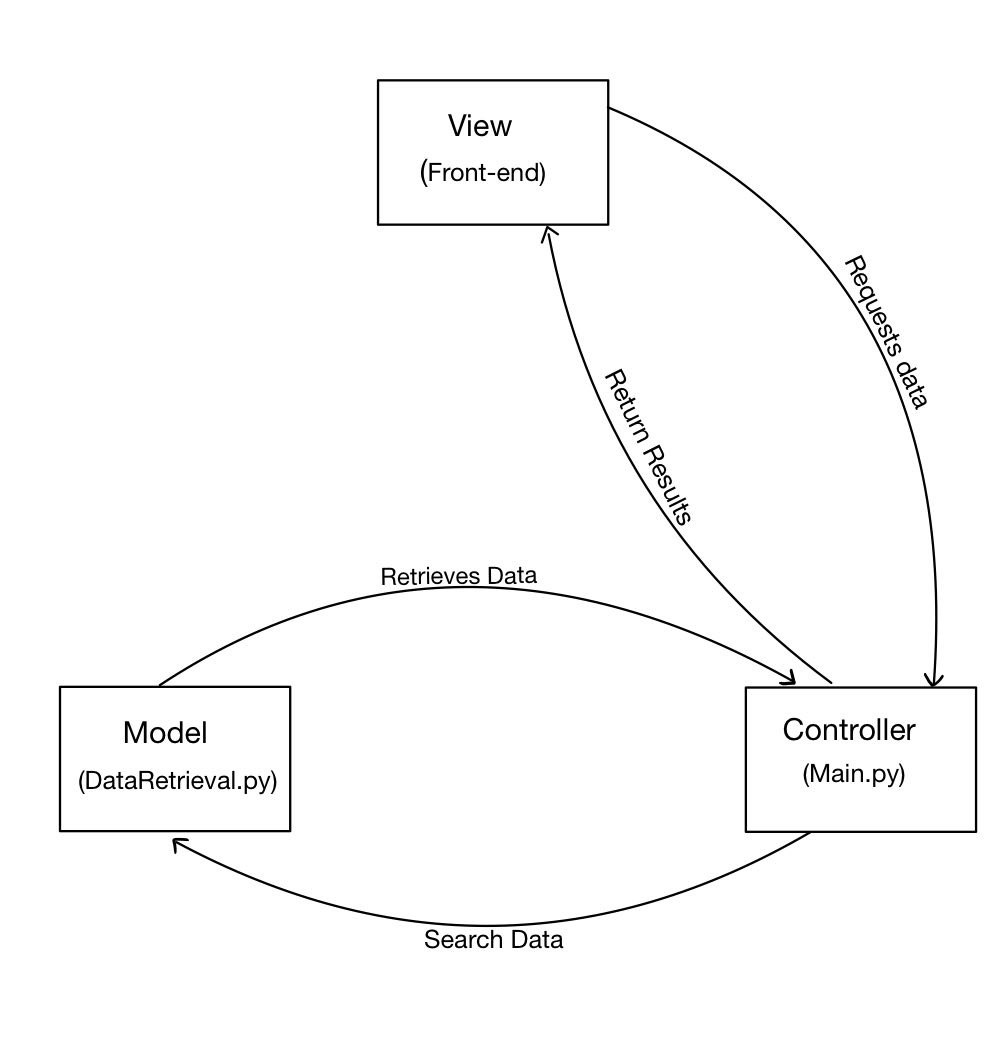 View
(Front-end)
Requests data
Return Results
Retrieves Data
Model
(DataRetrieval.py)
Controller
(Main.py)
Search Data